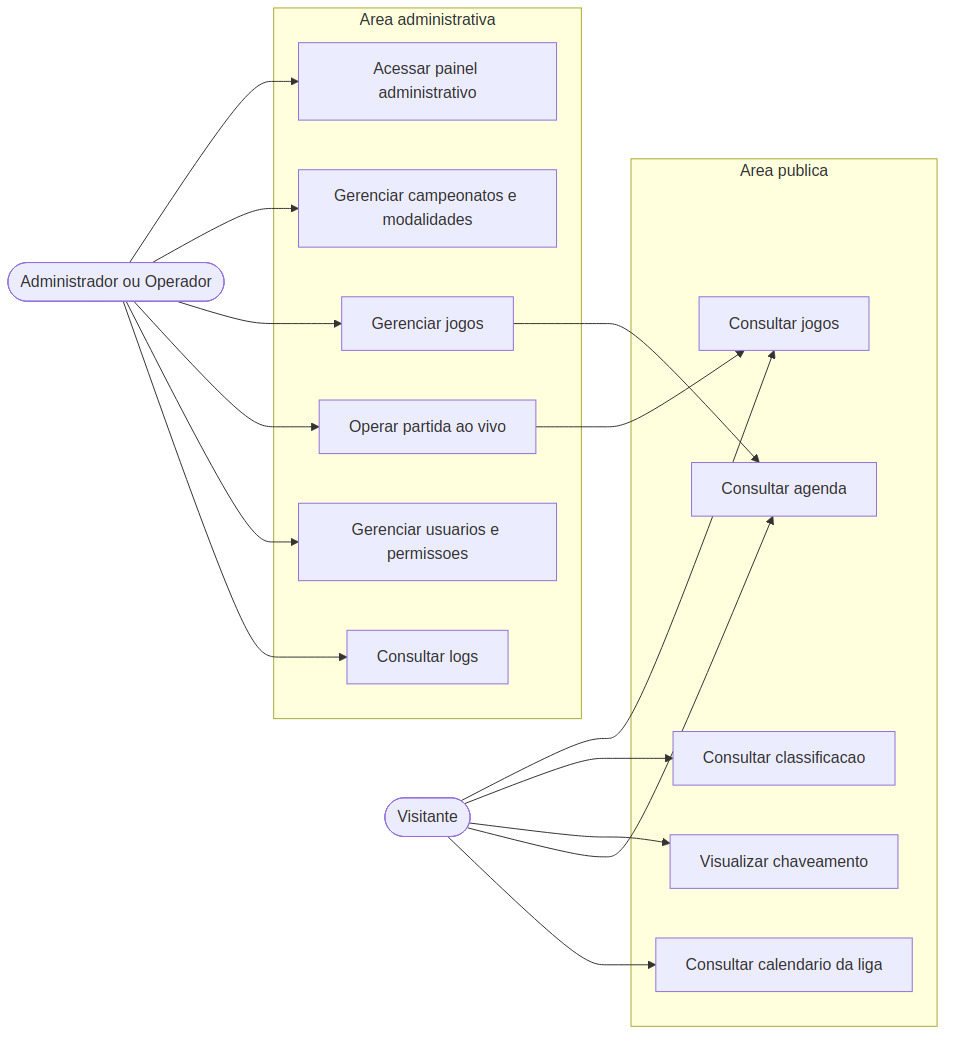 Area administrativa
Acessar painel
administrativo
Gerenciar campeonatos e
modalidades
Administrador ou Operador
Gerenciar jogos
Operar partida ao vivo
Gerenciar usuarios e
permissoes
Consultar logs
Visitante
Area publica
Consultar jogos
Consultar agenda
Consultar classificacao
Visualizar chaveamento
Consultar calendario da liga